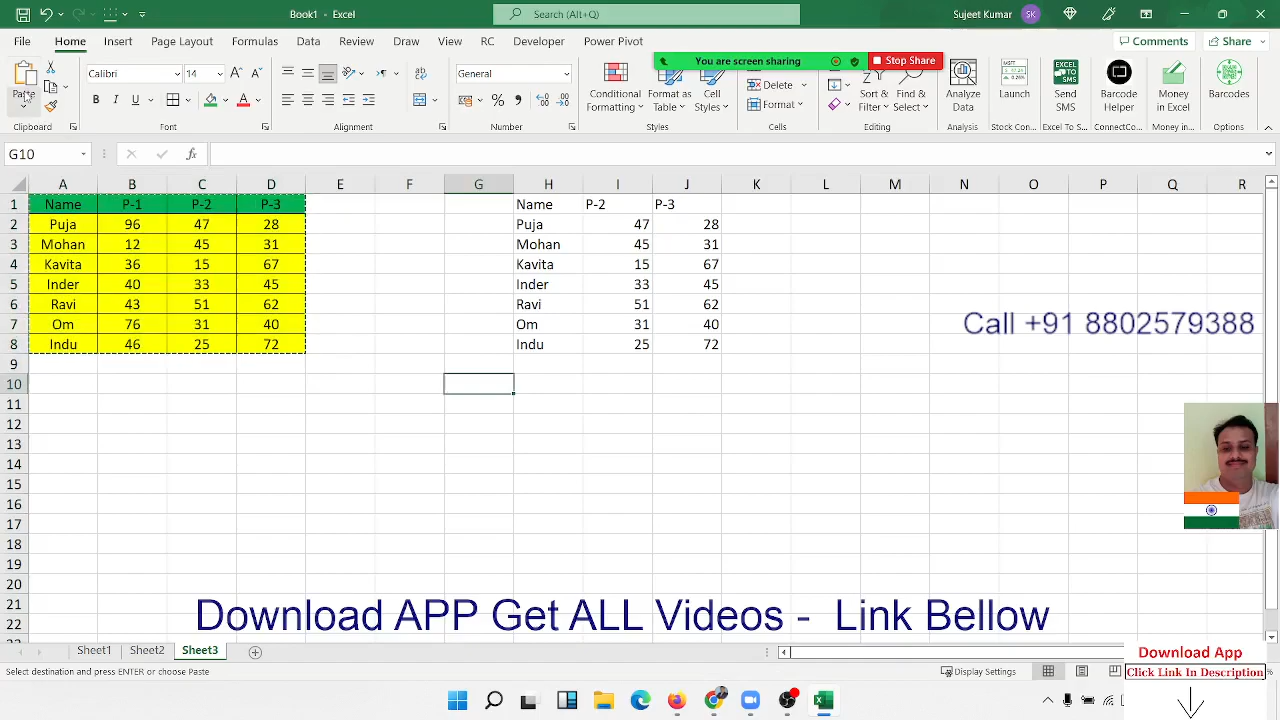 Book1 - Excel
Search (Alt+Q)
Sujeet Kumar SK
File Home Insert Page Layout Formulas Data Review Draw View RC Developer Power Pivot Comments Share
You are screen sharing Stop Share
Paste Calibri 14 General Conditional Formatting Format as Table Cell Styles Delete Format Sort & Filter Find & Select Analyze Data Launch Send SMS Barcode Helper Money in Excel Barcodes
Clipboard Font Alignment Number Styles Editing Analysis Stock Con... Excel To S... ConnectCo... Money in... Barcodes
G10 fx
A B C D E F G H I J K L M N O P Q R
1 Name P-1 P-2 P-3 Name P-2 P-3
2 Puja 96 47 28 Puja 47 28
3 Mohan 12 45 31 Mohan 45 31
4 Kavita 36 15 67 Kavita 15 67
5 Inder 40 33 45 Inder 33 45
6 Ravi 43 51 62 Ravi 51 62
7 Om 76 31 40 Om 31 40
8 Indu 46 25 72 Indu 25 72
Call +91 8802579388
9
10
11
12
13
14
15
16
17
18
19
20
21
22
Download APP Get ALL Videos - Link Bellow
Sheet1 Sheet2 Sheet3
Download App
Select destination and press ENTER or choose Paste Display Settings
Click Link In Description